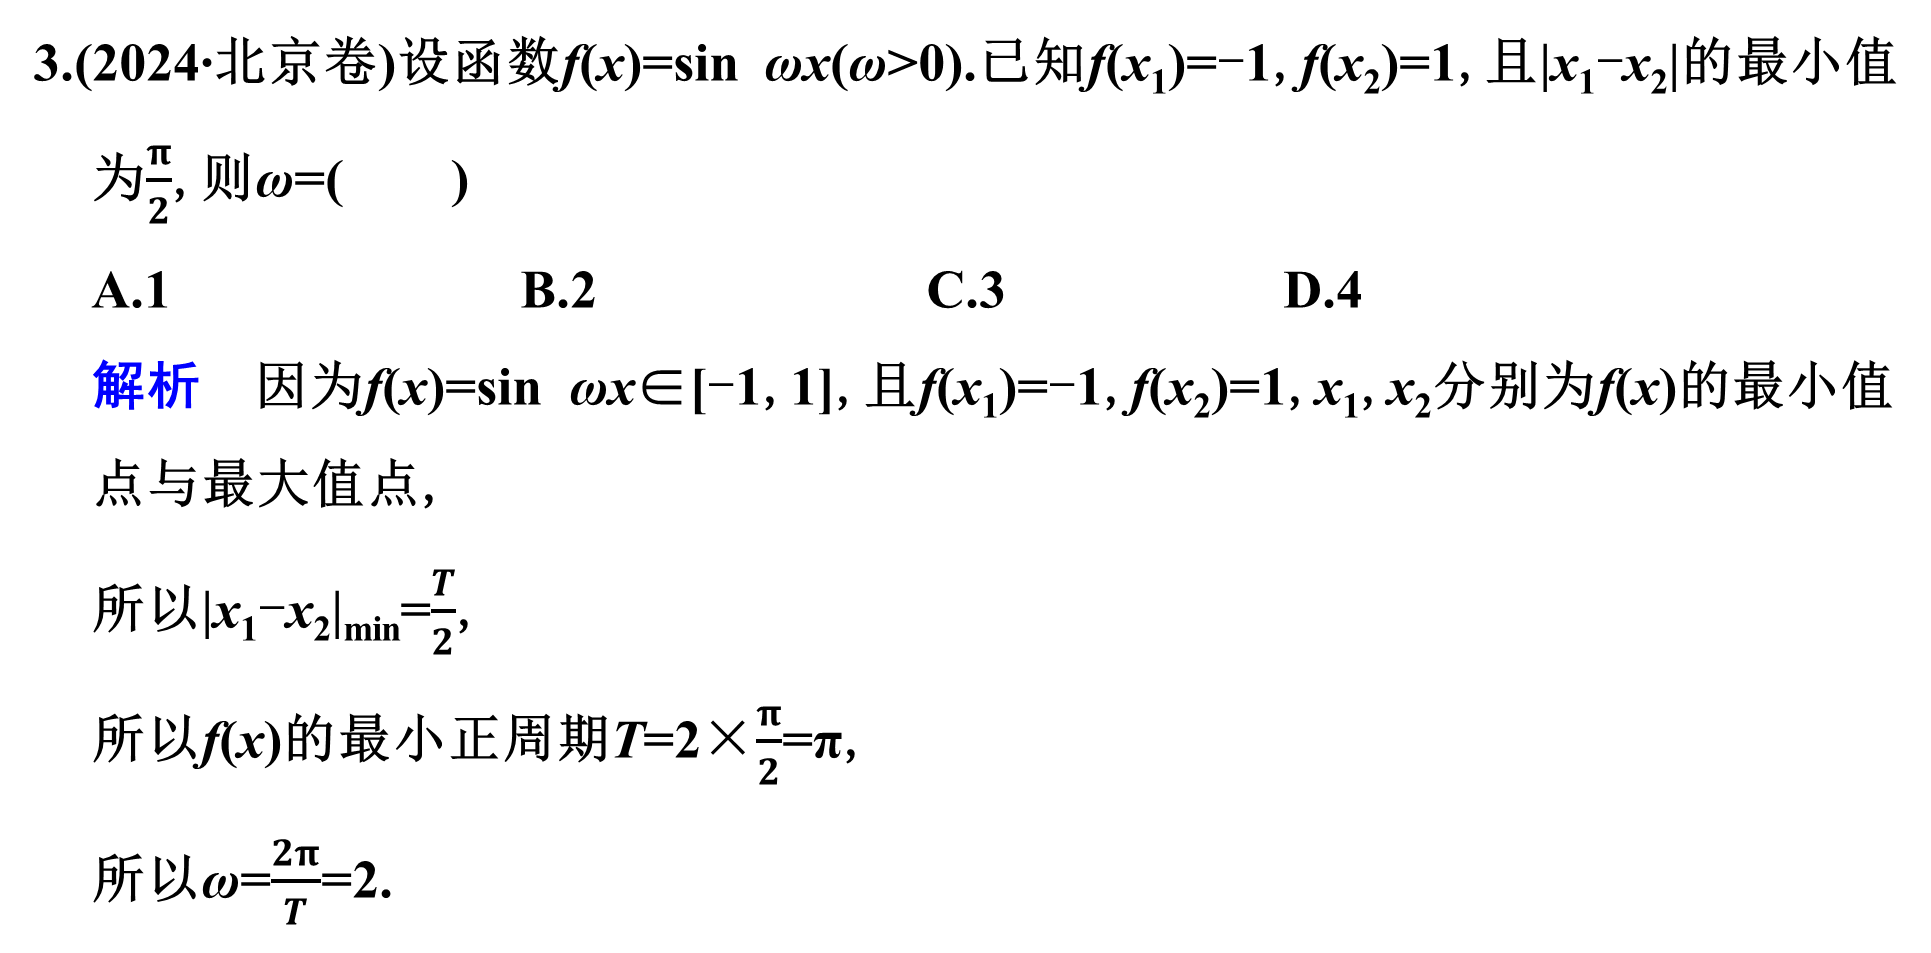 3.(2024·北京卷)设函数f(x)=sin ωx(ω>0).已知f(x₁)=−1,f(x₂)=1,且|x₁−x₂|的最小值
为π/2,则ω=(  )
A.1 B.2 C.3 D.4
解析 因为f(x)=sin ωx∈[−1,1],且f(x₁)=−1,f(x₂)=1,x₁,x₂分别为f(x)的最小值
点与最大值点,
所以|x₁−x₂|min=T/2,
所以f(x)的最小正周期T=2×π/2=π,
所以ω=2π/T=2.